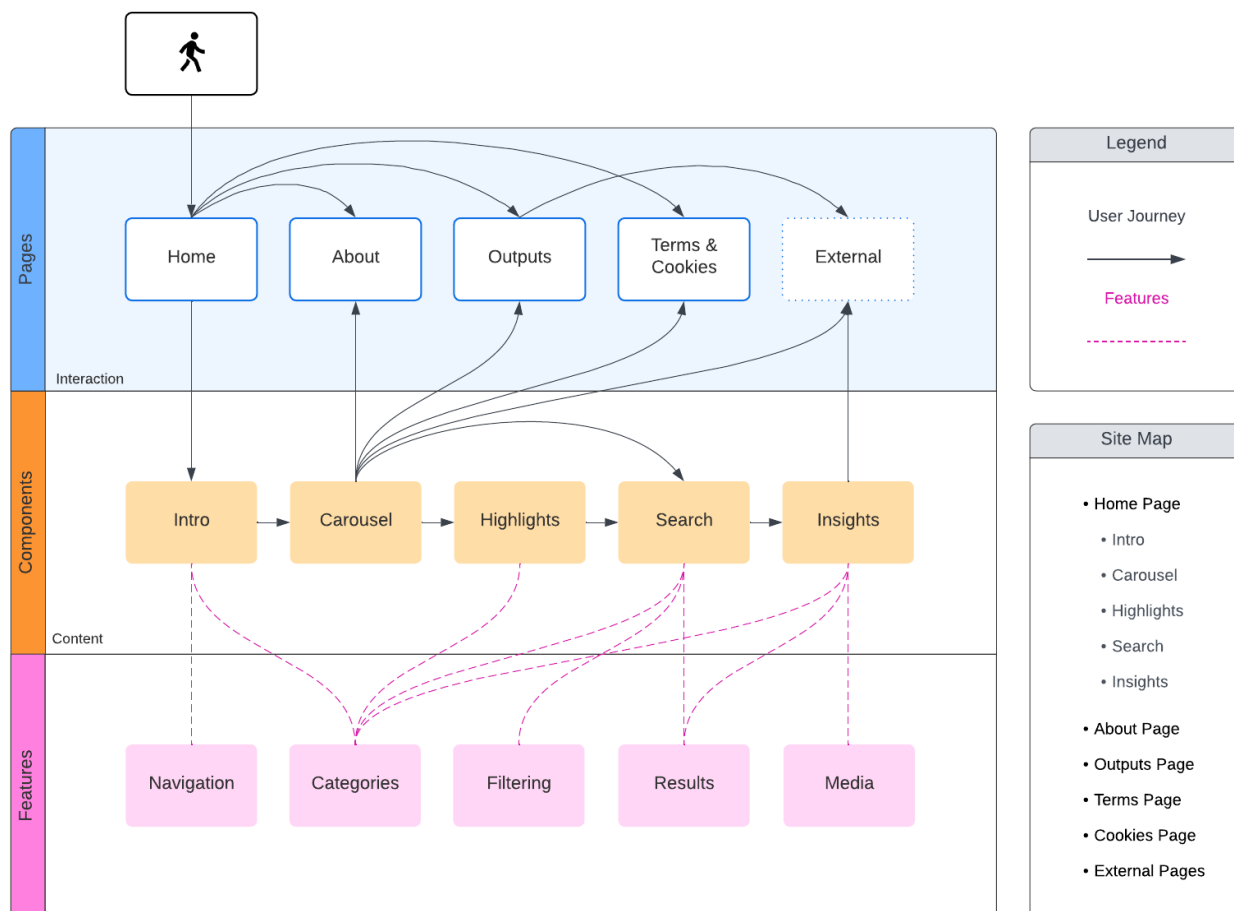 Pages
Home
About
Outputs
Terms &
Cookies
External
Interaction
Components
Intro
Carousel
Highlights
Search
Insights
Content
Features
Navigation
Categories
Filtering
Results
Media
Legend
User Journey
Features
Site Map
• Home Page
• Intro
• Carousel
• Highlights
• Search
• Insights
• About Page
• Outputs Page
• Terms Page
• Cookies Page
• External Pages